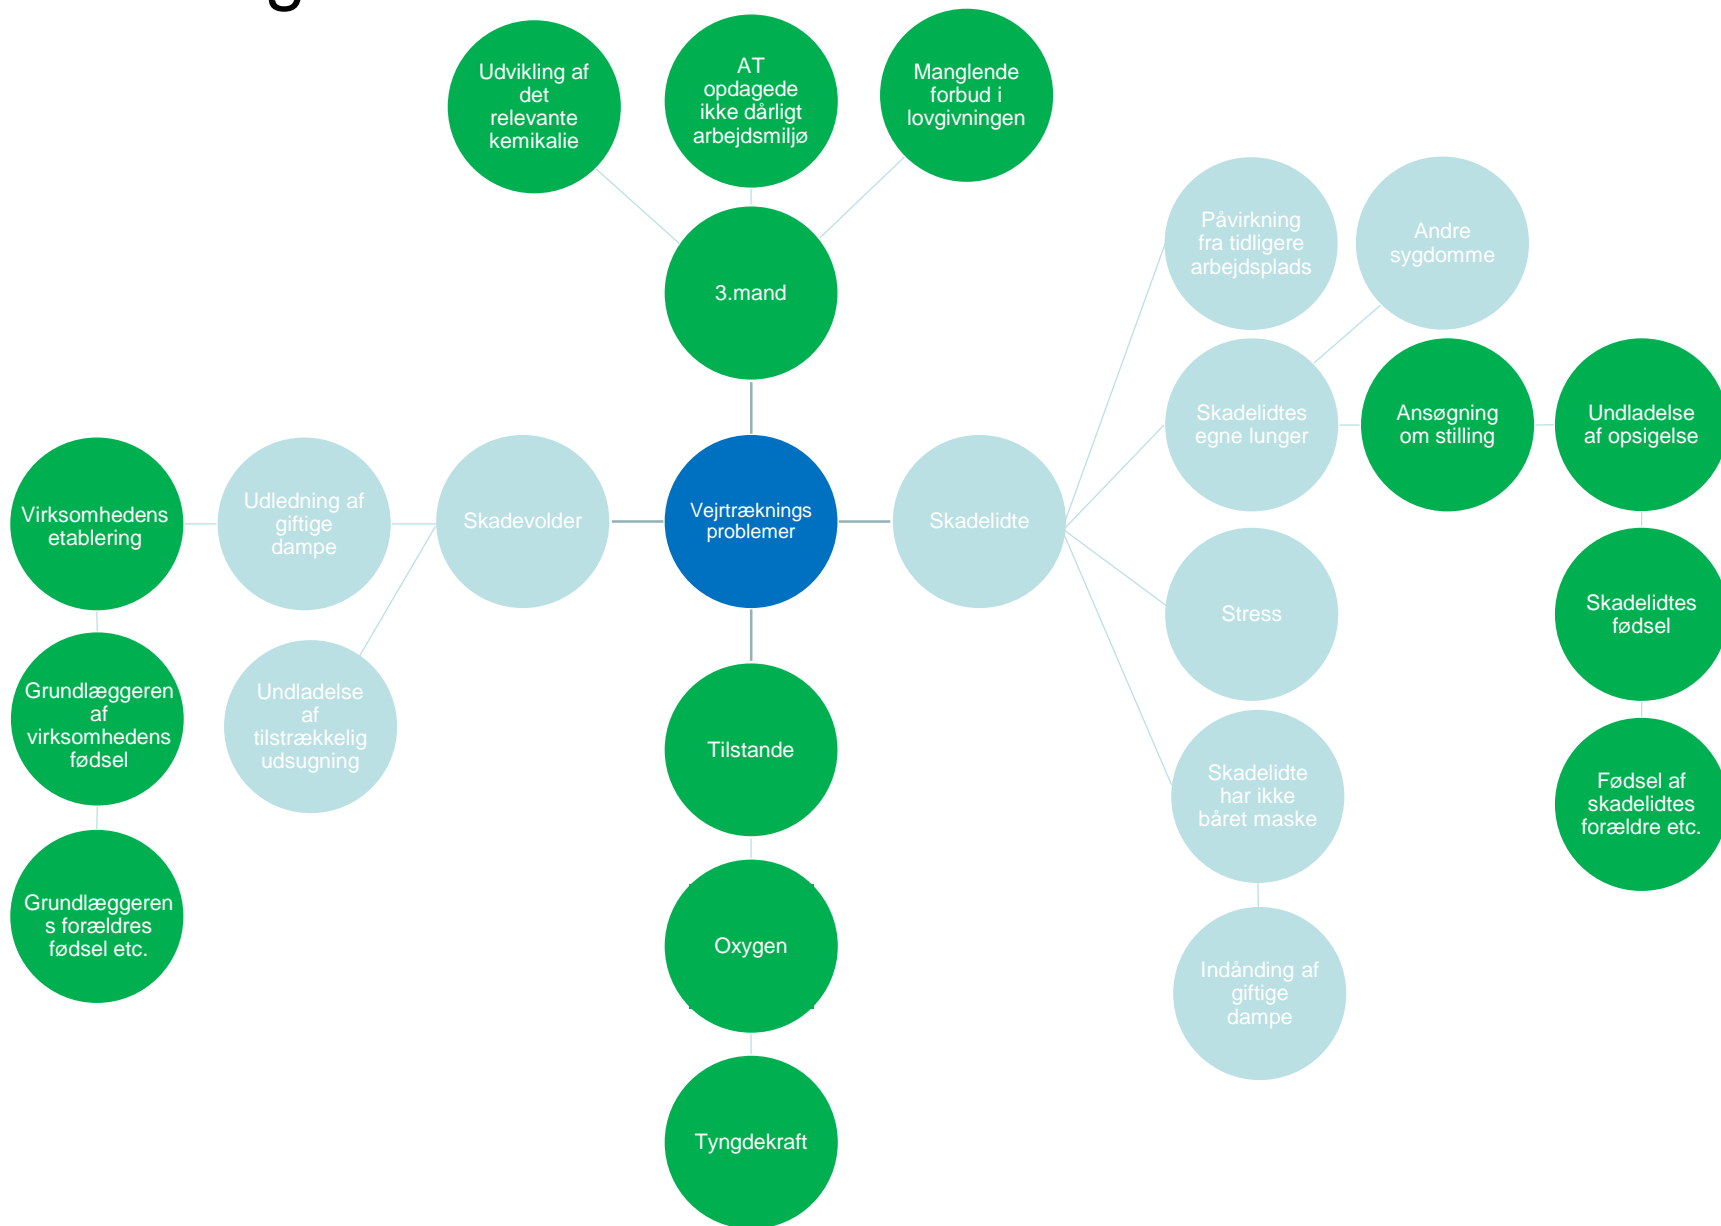 g
Udvikling af
det
relevante
kemikalie
AT
opdagede
ikke dårligt
arbejdsmiljø
Manglende
forbud i
lovgivningen
3.mand
Påvirkning
fra tidligere
arbejdsplads
Andre
sygdomme
Skadelidtes
egne lunger
Ansøgning
om stilling
Undladelse
af opsigelse
Virksomhedens
etablering
Udledning af
giftige
dampe
Skadevolder
Vejrtræknings
problemer
Skadelidte
Stress
Skadelidtes
fødsel
Grundlæggeren
af
virksomhedens
fødsel
Undladelse
af
tilstrækkelig
udsugning
Tilstande
Skadelidte
har ikke
båret maske
Fødsel af
skadelidtes
forældre etc.
Grundlæggeren
s forældres
fødsel etc.
Oxygen
Indånding af
giftige
dampe
Tyngdekraft